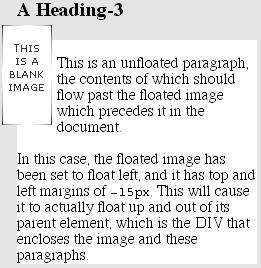 A Heading-3
THIS
IS A
BLANK
IMAGE
This is an unfloated paragraph,
the contents of which should
flow past the floated image
which precedes it in the
document.
In this case, the floated image has
been set to float left, and it has top and
left margins of -15px. This will cause
it to actually float up and out of its
parent element, which is the DIV that
encloses the image and these
paragraphs.